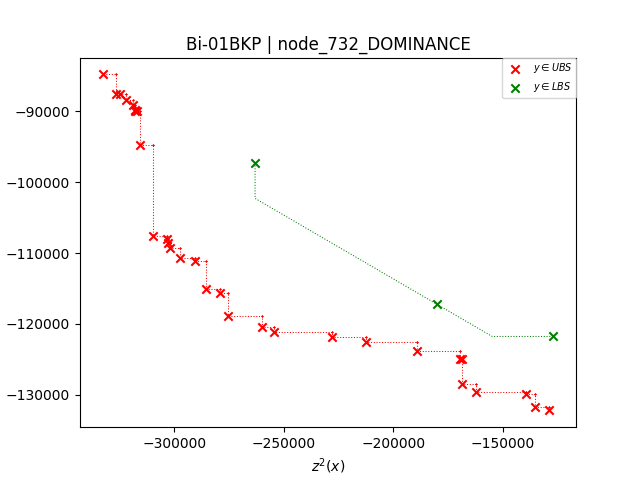 Bi-01BKP | node_732_DOMINANCE
y ∈ UBS
y ∈ LBS
−90000
−100000
−110000
−120000
−130000
−300000
−250000
−200000
−150000
z²(x)